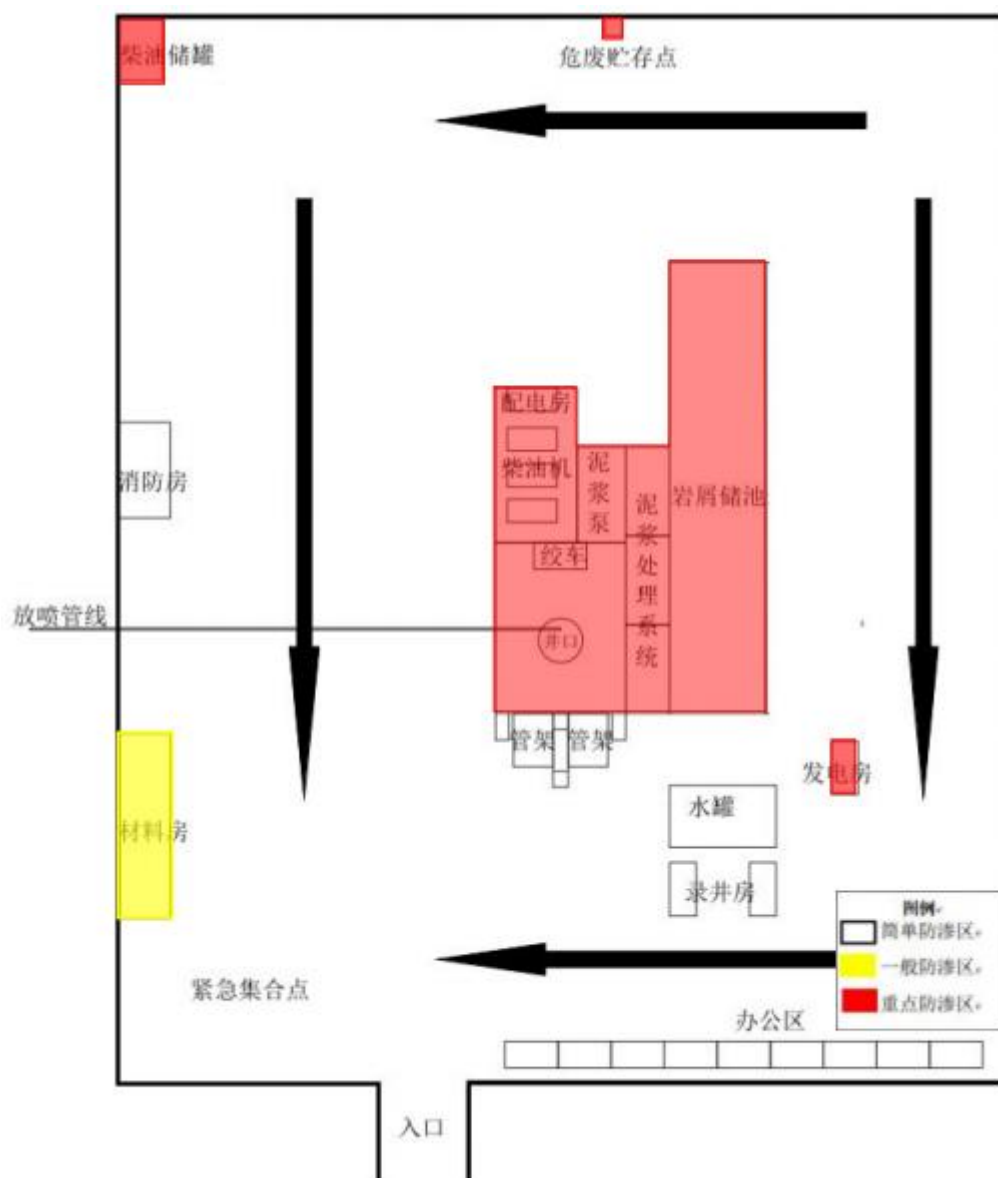 柴油储罐
危废贮存点
配电房
柴油机
泥浆泵
泥浆处理系统
岩屑储池
消防房
绞车
放喷管线
井口
管架
管架
发电房
水罐
材料房
录井房
图例
简单防渗区
一般防渗区
重点防渗区
紧急集合点
办公区
入口